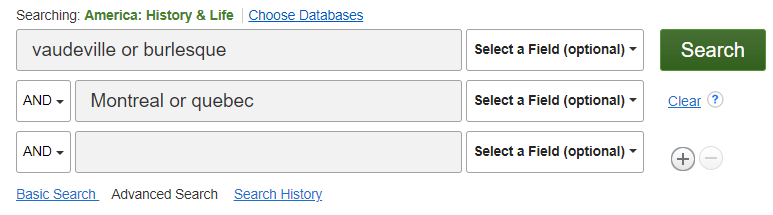 Searching: America: History & Life Choose Databases
vaudeville or burlesque Select a Field (optional) Search
AND Montreal or quebec Select a Field (optional) Clear ?
AND Select a Field (optional)
Basic Search Advanced Search Search History